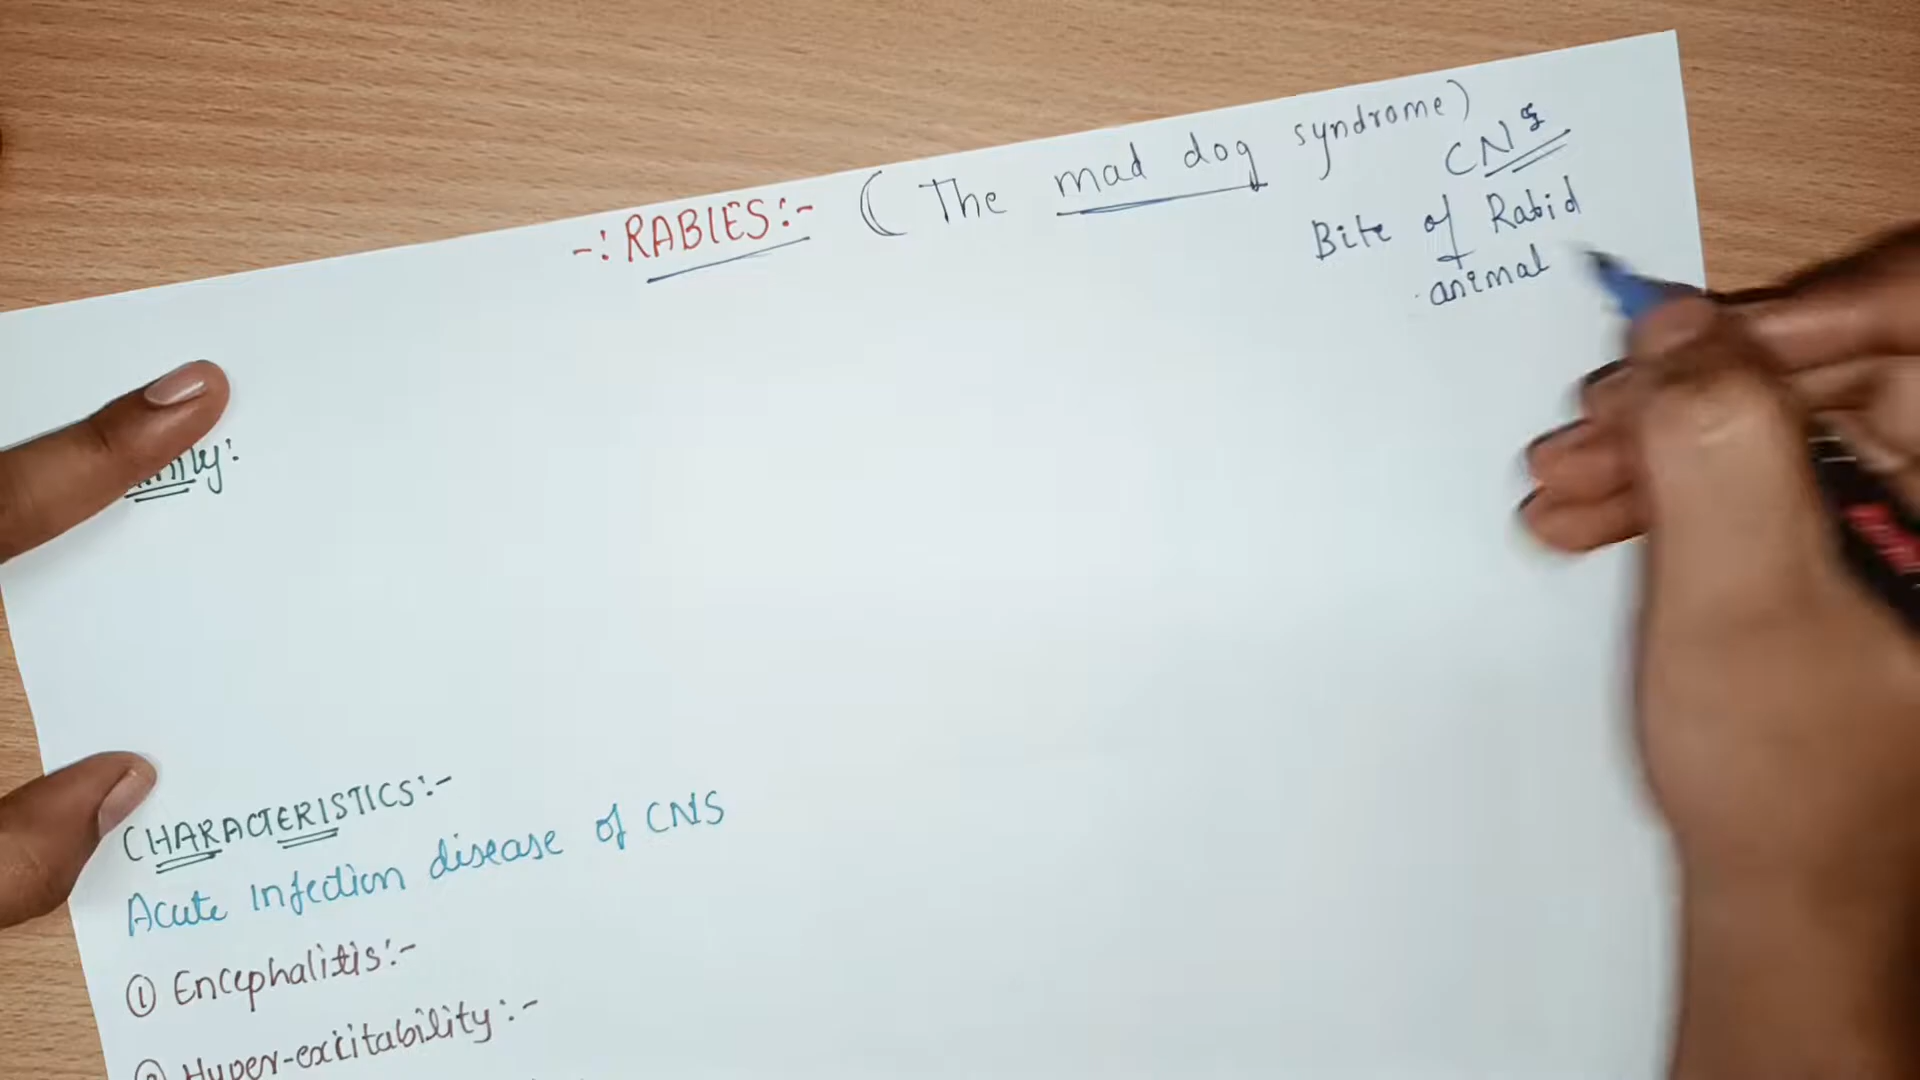 -: RABIES:- (The mad dog syndrome)
CNS
Bite of Rabid
animal
CHARACTERISTICS:-
Acute Infection disease of CNS
① Encephalitis:-
Hyper-excitability:-